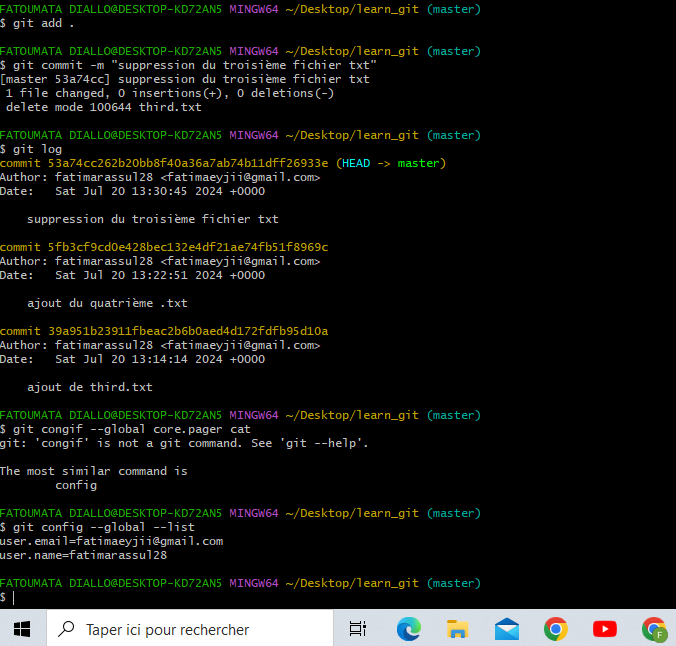 FATOUMATA DIALLO@DESKTOP-KD72AN5 MINGW64 ~/Desktop/learn_git (master)
$ git add .
FATOUMATA DIALLO@DESKTOP-KD72AN5 MINGW64 ~/Desktop/learn_git (master)
$ git commit -m "suppression du troisième fichier txt"
[master 53a74cc] suppression du troisième fichier txt
 1 file changed, 0 insertions(+), 0 deletions(-)
 delete mode 100644 third.txt
FATOUMATA DIALLO@DESKTOP-KD72AN5 MINGW64 ~/Desktop/learn_git (master)
$ git log
commit 53a74cc262b20bb8f40a36a7ab74b11dff26933e (HEAD -> master)
Author: fatimarassul28 <fatimaeyjii@gmail.com>
Date:   Sat Jul 20 13:30:45 2024 +0000
    suppression du troisième fichier txt
commit 5fb3cf9cd0e428bec132e4df21ae74fb51f8969c
Author: fatimarassul28 <fatimaeyjii@gmail.com>
Date:   Sat Jul 20 13:22:51 2024 +0000
    ajout du quatrième .txt
commit 39a951b23911fbeac2b6b0aed4d172fdfb95d10a
Author: fatimarassul28 <fatimaeyjii@gmail.com>
Date:   Sat Jul 20 13:14:14 2024 +0000
    ajout de third.txt
FATOUMATA DIALLO@DESKTOP-KD72AN5 MINGW64 ~/Desktop/learn_git (master)
$ git congif --global core.pager cat
git: 'congif' is not a git command. See 'git --help'.
The most similar command is
        config
FATOUMATA DIALLO@DESKTOP-KD72AN5 MINGW64 ~/Desktop/learn_git (master)
$ git config --global --list
user.email=fatimaeyjii@gmail.com
user.name=fatimarassul28
FATOUMATA DIALLO@DESKTOP-KD72AN5 MINGW64 ~/Desktop/learn_git (master)
$
Taper ici pour rechercher
F